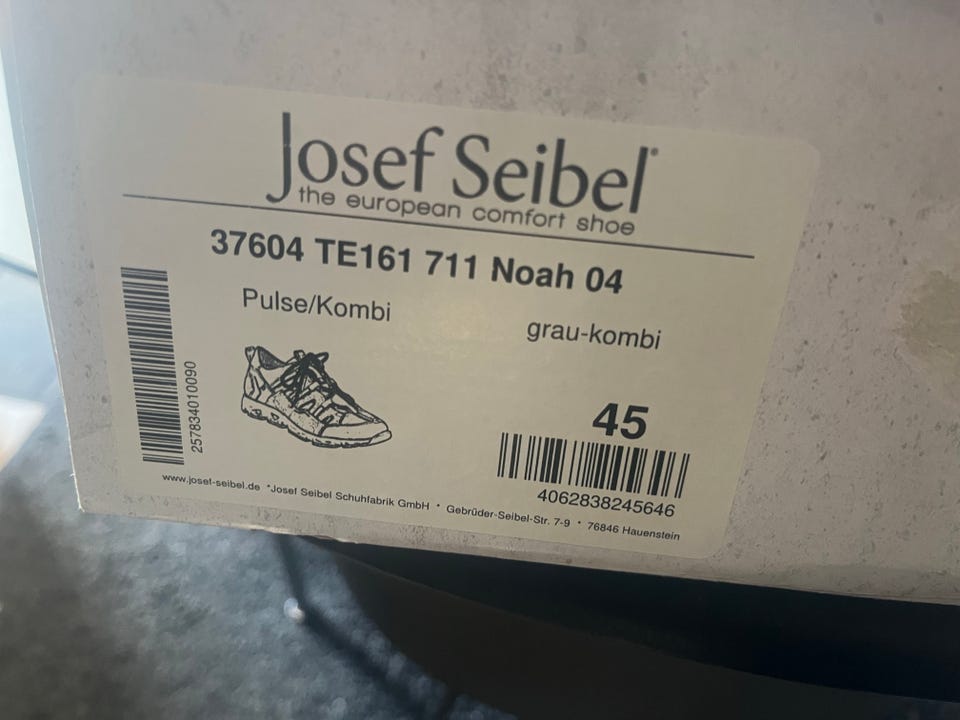 Josef Seibel®
the european comfort shoe
37604 TE161 711 Noah 04
Pulse/Kombi
grau-kombi
257834010090
45
4062838245646
www.josef-seibel.de *Josef Seibel Schuhfabrik GmbH • Gebrüder-Seibel-Str. 7-9 • 76846 Hauenstein